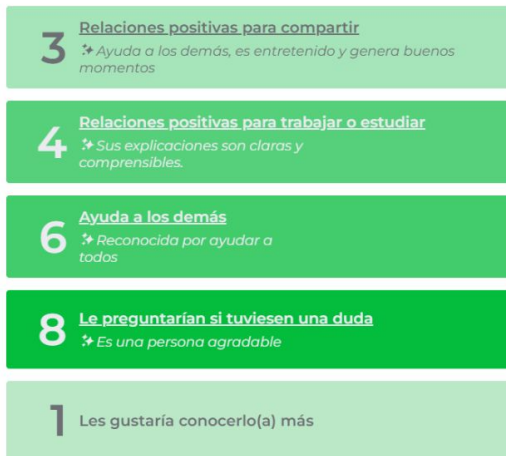 3
Relaciones positivas para compartir
Ayuda a los demás, es entretenido y genera buenos
momentos
4
Relaciones positivas para trabajar o estudiar
Sus explicaciones son claras y
comprensibles.
6
Ayuda a los demás
Reconocida por ayudar a
todos
8
Le preguntarían si tuviesen una duda
Es una persona agradable
1
Les gustaría conocerlo(a) más